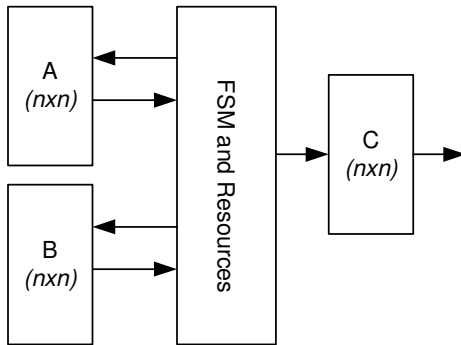 A
(nxn)
B
(nxn)
FSM and Resources
C
(nxn)